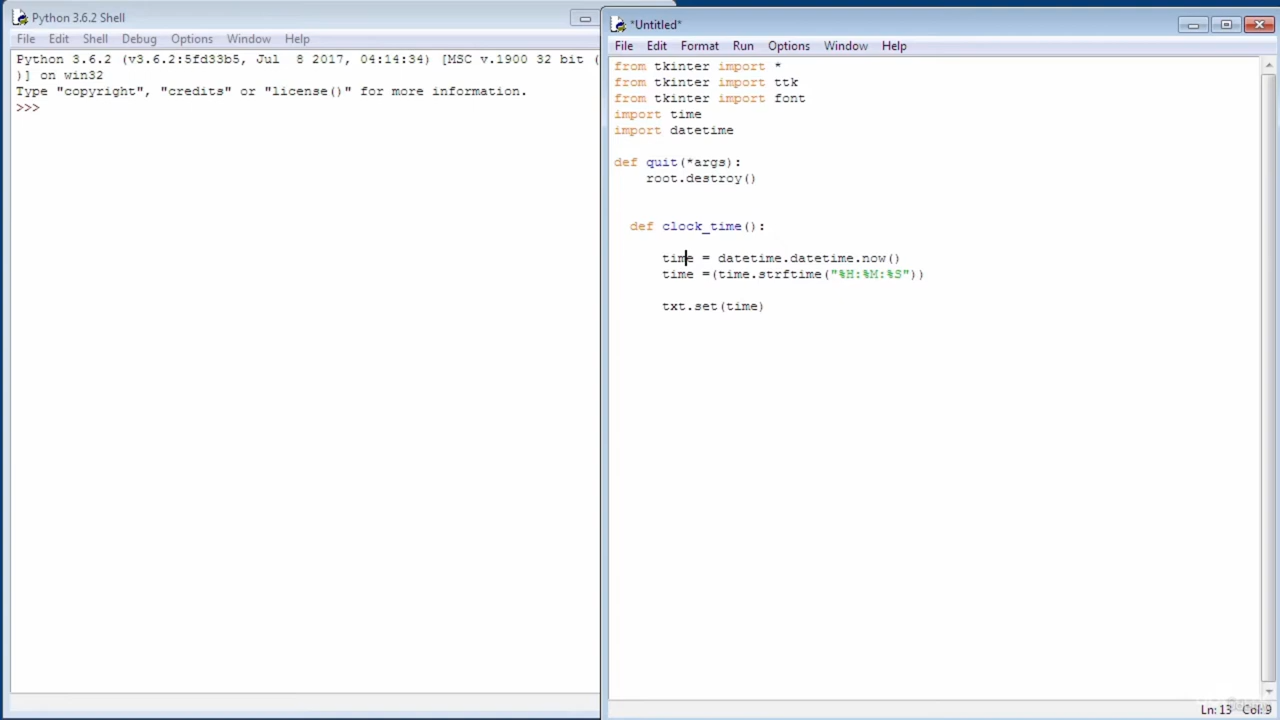 Python 3.6.2 Shell
File Edit Shell Debug Options Window Help
Python 3.6.2 (v3.6.2:5fd33b5, Jul  8 2017, 04:14:34) [MSC v.1900 32 bit (
)] on win32
Type "copyright", "credits" or "license()" for more information.
>>>
*Untitled*
File Edit Format Run Options Window Help
from tkinter import *
from tkinter import ttk
from tkinter import font
import time
import datetime
def quit(*args):
    root.destroy()
  def clock_time():
      time = datetime.datetime.now()
      time =(time.strftime("%H:%M:%S"))
      txt.set(time)
Ln: 13 Col: 9